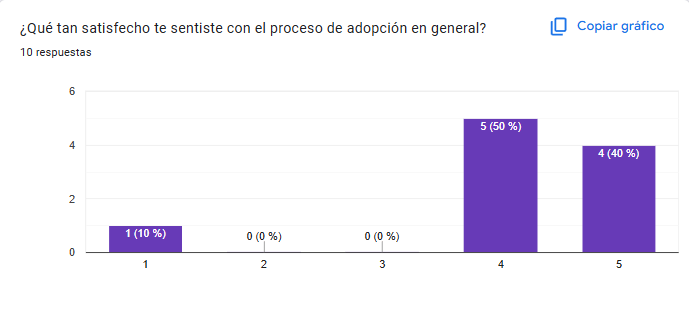 ¿Qué tan satisfecho te sentiste con el proceso de adopción en general?
Copiar gráfico
10 respuestas
6
4
2
0
1 (10 %)
0 (0 %)
0 (0 %)
5 (50 %)
4 (40 %)
1
2
3
4
5